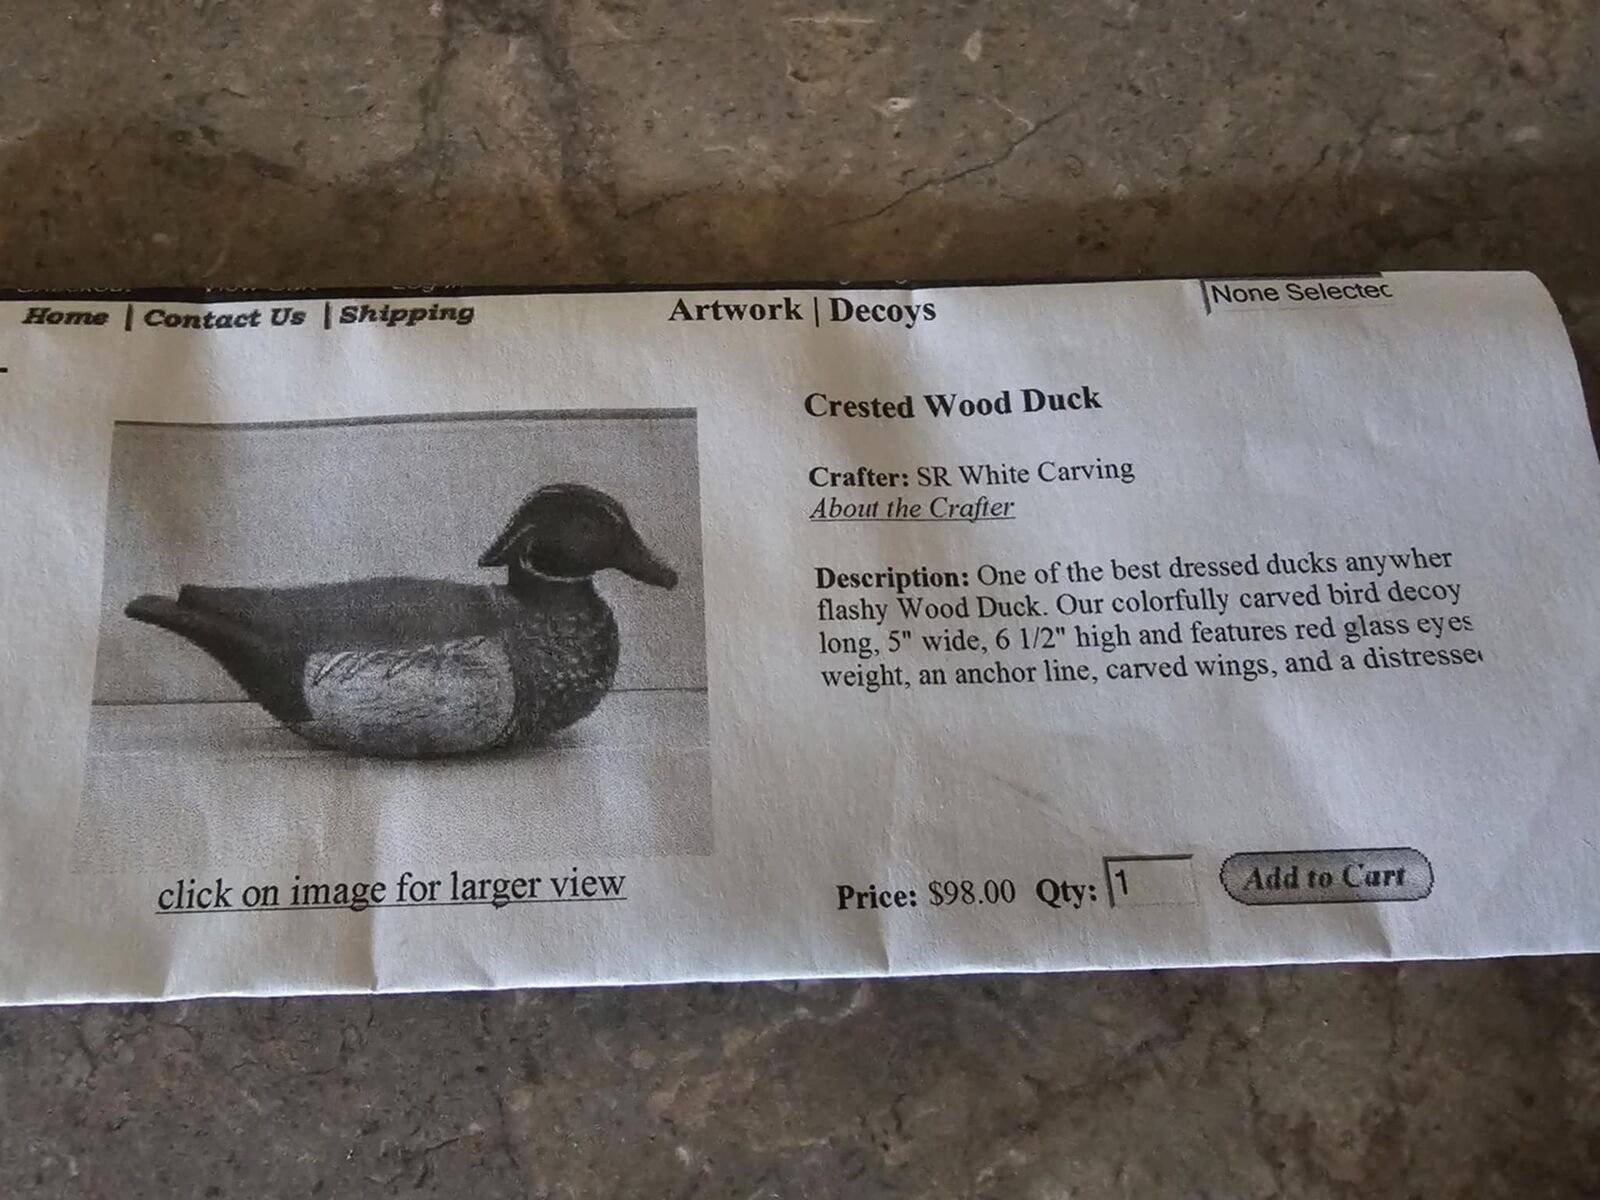 Home | Contact Us | Shipping
Artwork | Decoys
None Selected
Crested Wood Duck
Crafter: SR White Carving
About the Crafter
Description: One of the best dressed ducks anywher
flashy Wood Duck. Our colorfully carved bird decoy
long, 5" wide, 6 1/2" high and features red glass eyes
weight, an anchor line, carved wings, and a distresse
click on image for larger view
Price: $98.00 Qty: 1 Add to Cart